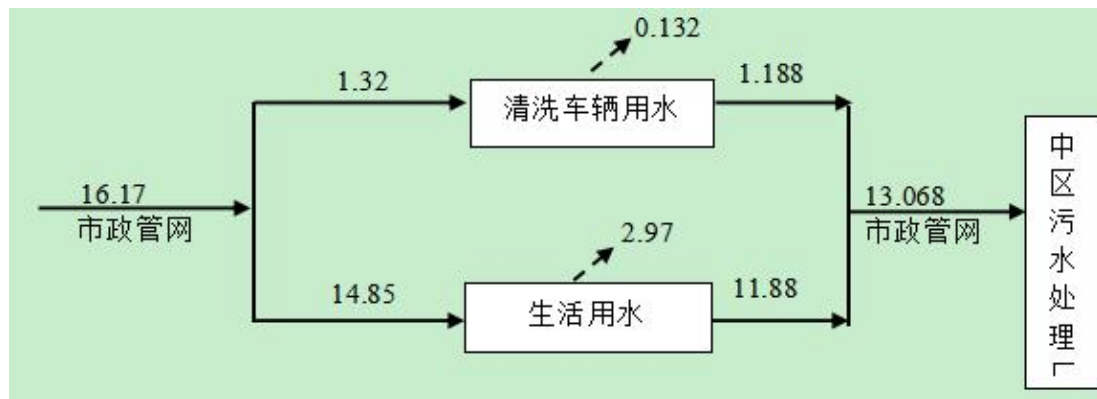 0.132
1.32
清洗车辆用水
1.188
16.17
市政管网
2.97
14.85
生活用水
11.88
13.068
市政管网
中
区
污
水
处
理